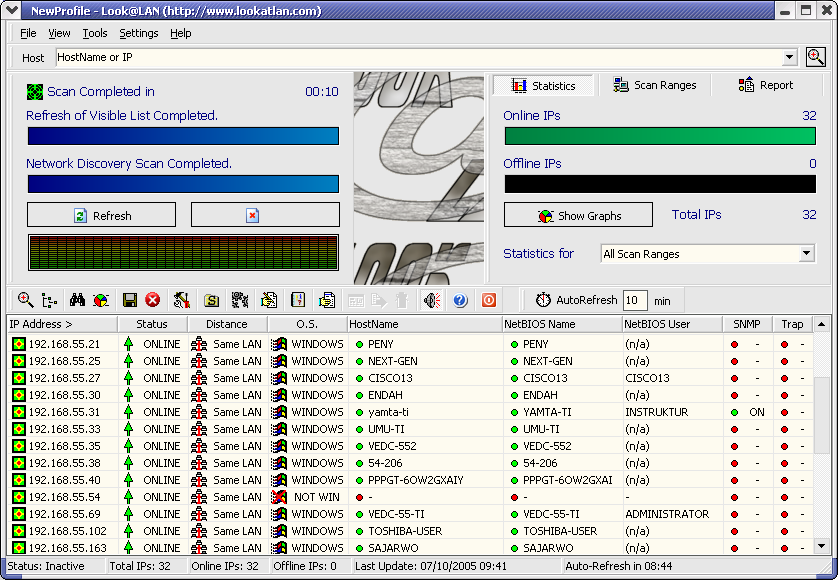 NewProfile - Look@LAN (http://www.lookatlan.com)
File View Tools Settings Help
Host HostName or IP
Scan Completed in 00:10
Refresh of Visible List Completed.
Network Discovery Scan Completed.
Refresh
LOOK
Statistics Scan Ranges Report
Online IPs 32
Offline IPs 0
Show Graphs Total IPs 32
Statistics for All Scan Ranges
AutoRefresh 10 min
IP Address > Status Distance O.S. HostName NetBIOS Name NetBIOS User SNMP Trap
192.168.55.21 ONLINE Same LAN WINDOWS PENY PENY (n/a) - -
192.168.55.25 ONLINE Same LAN WINDOWS NEXT-GEN NEXT-GEN (n/a) - -
192.168.55.27 ONLINE Same LAN WINDOWS CISCO13 CISCO13 CISCO13 - -
192.168.55.30 ONLINE Same LAN WINDOWS ENDAH ENDAH (n/a) - -
192.168.55.31 ONLINE Same LAN WINDOWS yamta-ti YAMTA-TI INSTRUKTUR ON -
192.168.55.33 ONLINE Same LAN WINDOWS UMU-TI UMU-TI (n/a) - -
192.168.55.35 ONLINE Same LAN WINDOWS VEDC-552 VEDC-552 (n/a) - -
192.168.55.38 ONLINE Same LAN WINDOWS 54-206 54-206 (n/a) - -
192.168.55.40 ONLINE Same LAN WINDOWS PPPGT-6OW2GXAIY PPPGT-6OW2GXAI (n/a) - -
192.168.55.54 ONLINE Same LAN NOT WIN - - - - -
192.168.55.69 ONLINE Same LAN WINDOWS VEDC-55-TI VEDC-55-TI ADMINISTRATOR - -
192.168.55.102 ONLINE Same LAN WINDOWS TOSHIBA-USER TOSHIBA-USER (n/a) - -
192.168.55.163 ONLINE Same LAN WINDOWS SAJARWO SAJARWO (n/a) - -
Status: Inactive Total IPs: 32 Online IPs: 32 Offline IPs: 0 Last Update: 07/10/2005 09:41 Auto-Refresh in 08:44